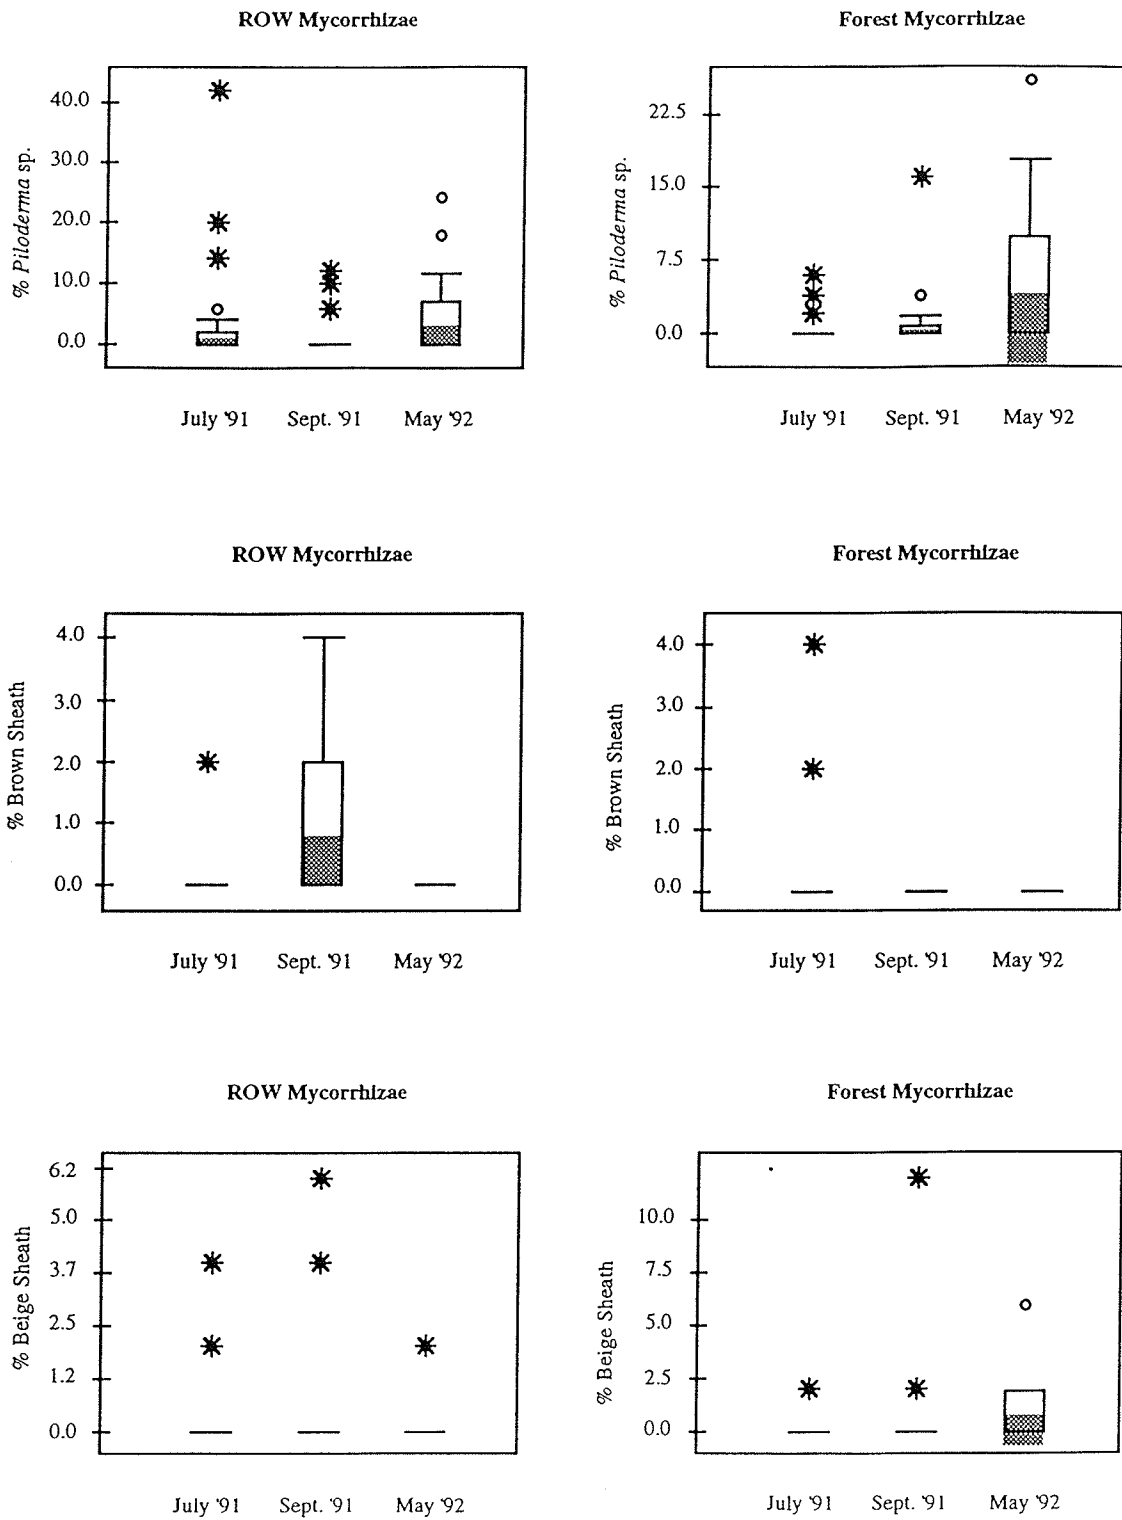 ROW Mycorrhizae
% Piloderma sp.
40.0
30.0
20.0
10.0
0.0
July '91 Sept. '91 May '92
Forest Mycorrhizae
% Piloderma sp.
22.5
15.0
7.5
0.0
July '91 Sept. '91 May '92
ROW Mycorrhizae
% Brown Sheath
4.0
3.0
2.0
1.0
0.0
July '91 Sept. '91 May '92
Forest Mycorrhizae
% Brown Sheath
4.0
3.0
2.0
1.0
0.0
July '91 Sept. '91 May '92
ROW Mycorrhizae
% Beige Sheath
6.2
5.0
3.7
2.5
1.2
0.0
July '91 Sept. '91 May '92
Forest Mycorrhizae
% Beige Sheath
10.0
7.5
5.0
2.5
0.0
July '91 Sept. '91 May '92